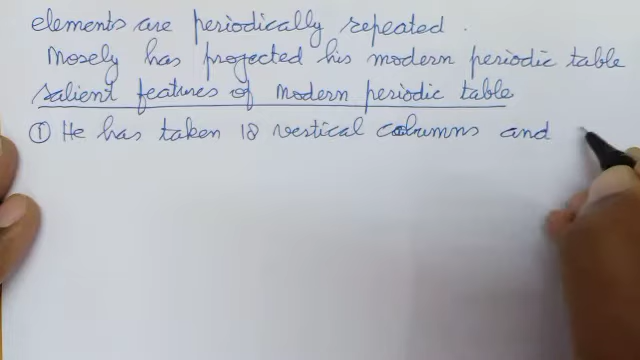 elements are periodically repeated.
Mosely has projected his modern periodic table
salient features of modern periodic table
① He has taken 18 vertical columns and